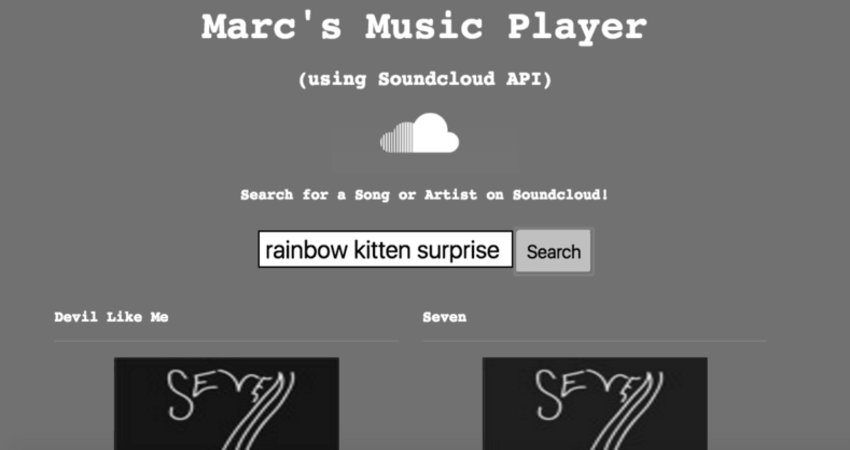 Marc's Music Player
(using Soundcloud API)
Search for a Song or Artist on Soundcloud!
rainbow kitten surprise
Search
Devil Like Me
Seven
SEVEN
SEVEN